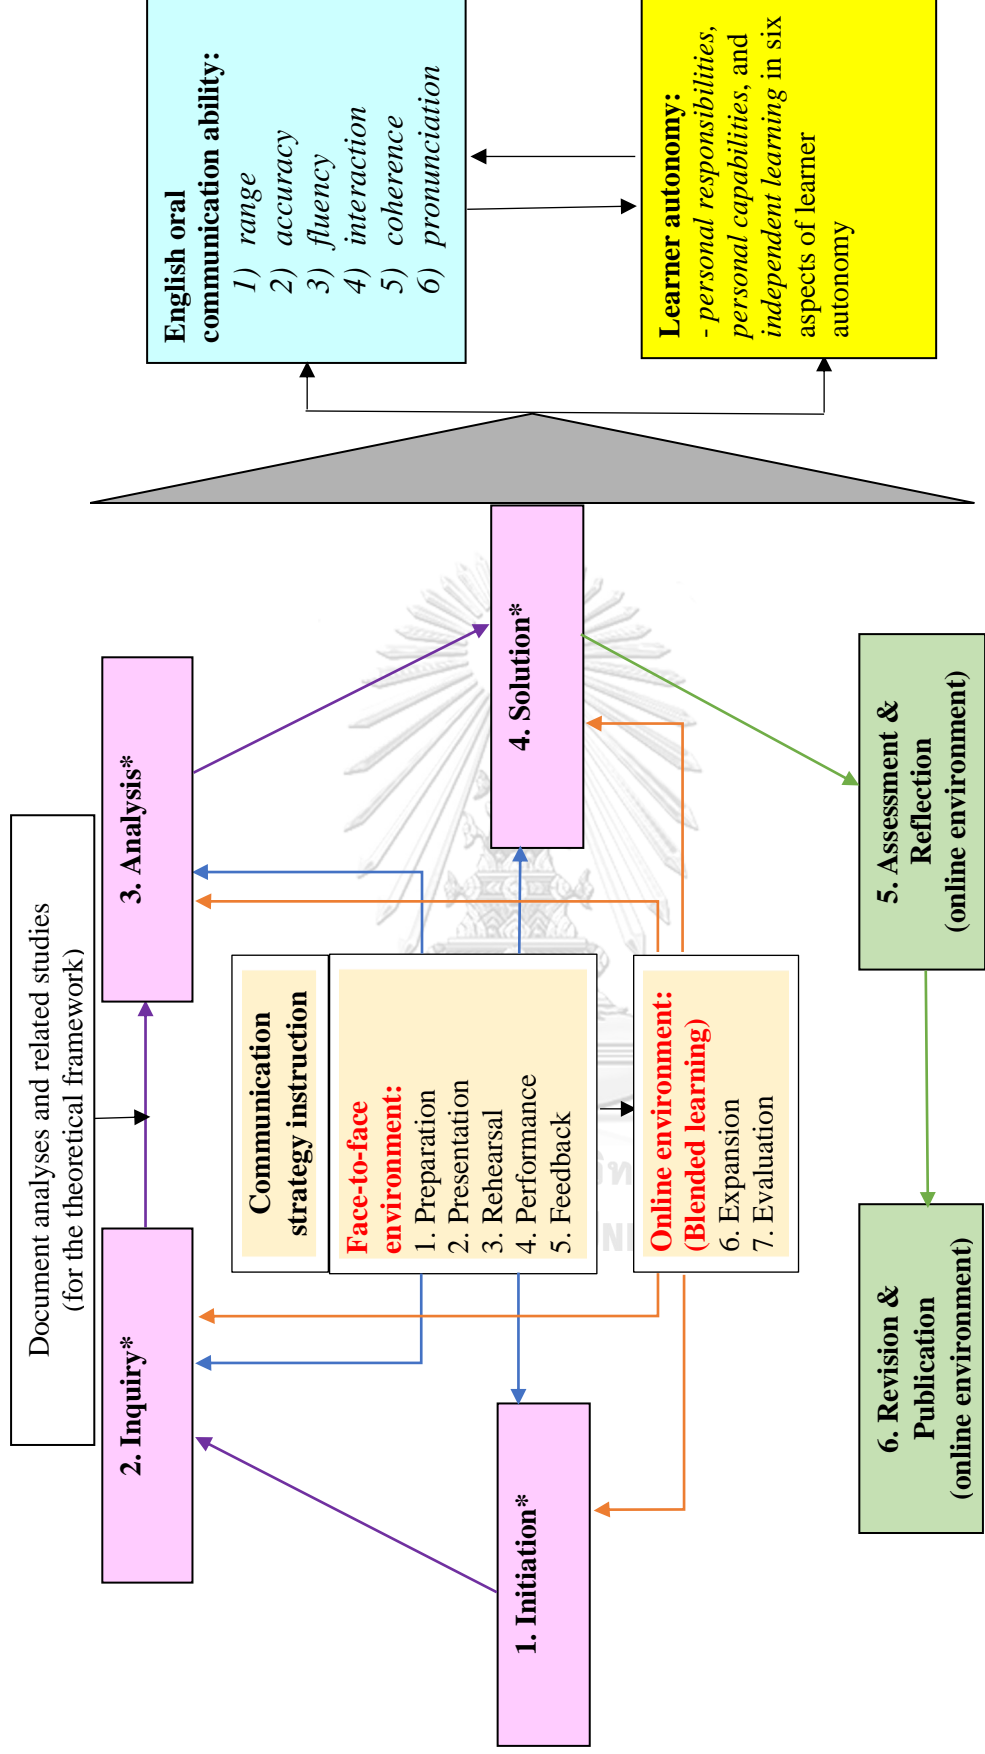 Document analyses and related studies
(for the theoretical framework)
2. Inquiry*
3. Analysis*
Communication
strategy instruction
Face-to-face
environment:
1. Preparation
2. Presentation
3. Rehearsal
4. Performance
5. Feedback
Online environment:
(Blended learning)
6. Expansion
7. Evaluation
1. Initiation*
4. Solution*
5. Assessment &
Reflection
(online environment)
6. Revision &
Publication
(online environment)
English oral
communication ability:
1) range
2) accuracy
3) fluency
4) interaction
5) coherence
6) pronunciation
Learner autonomy:
- personal responsibilities,
personal capabilities, and
independent learning in six
aspects of learner
autonomy